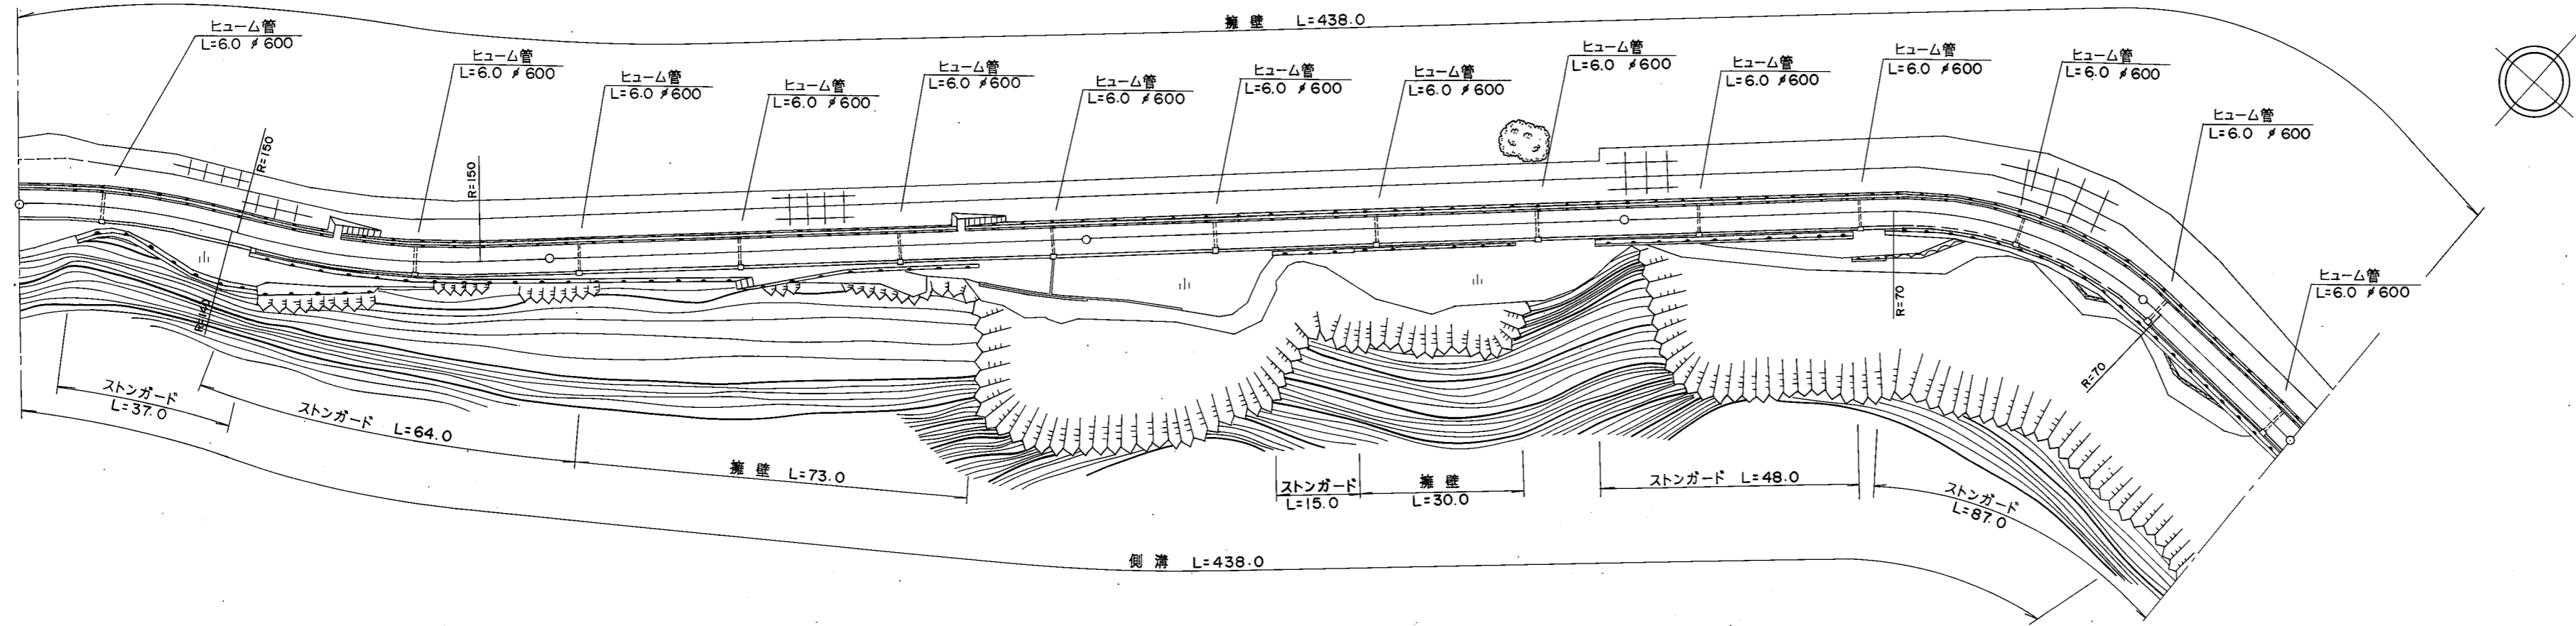 擁壁 L=438.0
ヒューム管
L=6.0 φ600
ヒューム管
L=6.0 φ600
ヒューム管
L=6.0 φ600
ヒューム管
L=6.0 φ600
ヒューム管
L=6.0 φ600
ヒューム管
L=6.0 φ600
ヒューム管
L=6.0 φ600
ヒューム管
L=6.0 φ600
ヒューム管
L=6.0 φ600
ヒューム管
L=6.0 φ600
ヒューム管
L=6.0 φ600
ヒューム管
L=6.0 φ600
ヒューム管
L=6.0 φ600
ヒューム管
L=6.0 φ600
R=150
R=150
R=140
R=70
R=70
ストンガード
L=37.0
ストンガード L=64.0
擁壁 L=73.0
ストンガード
L=15.0
擁壁
L=30.0
ストンガード L=48.0
ストンガード
L=87.0
側溝 L=438.0